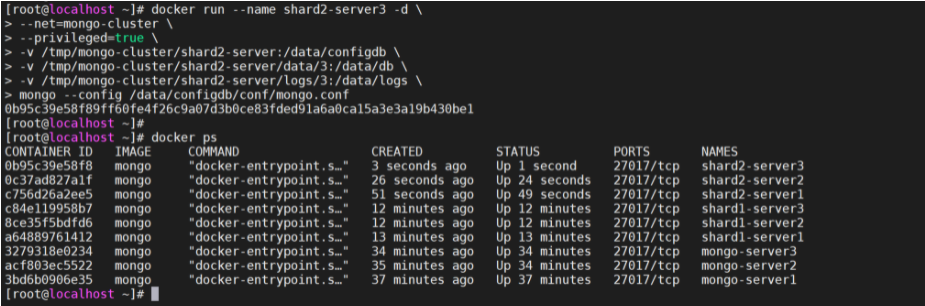 [root@localhost ~]# docker run --name shard2-server3 -d \
> --net=mongo-cluster \
> --privileged=true \
> -v /tmp/mongo-cluster/shard2-server:/data/configdb \
> -v /tmp/mongo-cluster/shard2-server/data/3:/data/db \
> -v /tmp/mongo-cluster/shard2-server/logs/3:/data/logs \
> mongo --config /data/configdb/conf/mongo.conf
0b95c39e58f89ff60fe4f26c9a07d3b0ce83fded91a6a0ca15a3e3a19b430be1
[root@localhost ~]#
[root@localhost ~]# docker ps
CONTAINER ID IMAGE COMMAND CREATED STATUS PORTS NAMES
0b95c39e58f8 mongo "docker-entrypoint.s…" 3 seconds ago Up 1 second 27017/tcp shard2-server3
0c37ad827a1f mongo "docker-entrypoint.s…" 26 seconds ago Up 24 seconds 27017/tcp shard2-server2
c756d26a2ee5 mongo "docker-entrypoint.s…" 51 seconds ago Up 49 seconds 27017/tcp shard2-server1
c84e119958b7 mongo "docker-entrypoint.s…" 12 minutes ago Up 12 minutes 27017/tcp shard1-server3
8ce35f5bdfd6 mongo "docker-entrypoint.s…" 12 minutes ago Up 12 minutes 27017/tcp shard1-server2
a64889761412 mongo "docker-entrypoint.s…" 13 minutes ago Up 13 minutes 27017/tcp shard1-server1
3279318e0234 mongo "docker-entrypoint.s…" 34 minutes ago Up 34 minutes 27017/tcp mongo-server3
acf803ec5522 mongo "docker-entrypoint.s…" 35 minutes ago Up 34 minutes 27017/tcp mongo-server2
3bd6b0906e35 mongo "docker-entrypoint.s…" 37 minutes ago Up 37 minutes 27017/tcp mongo-server1
[root@localhost ~]#